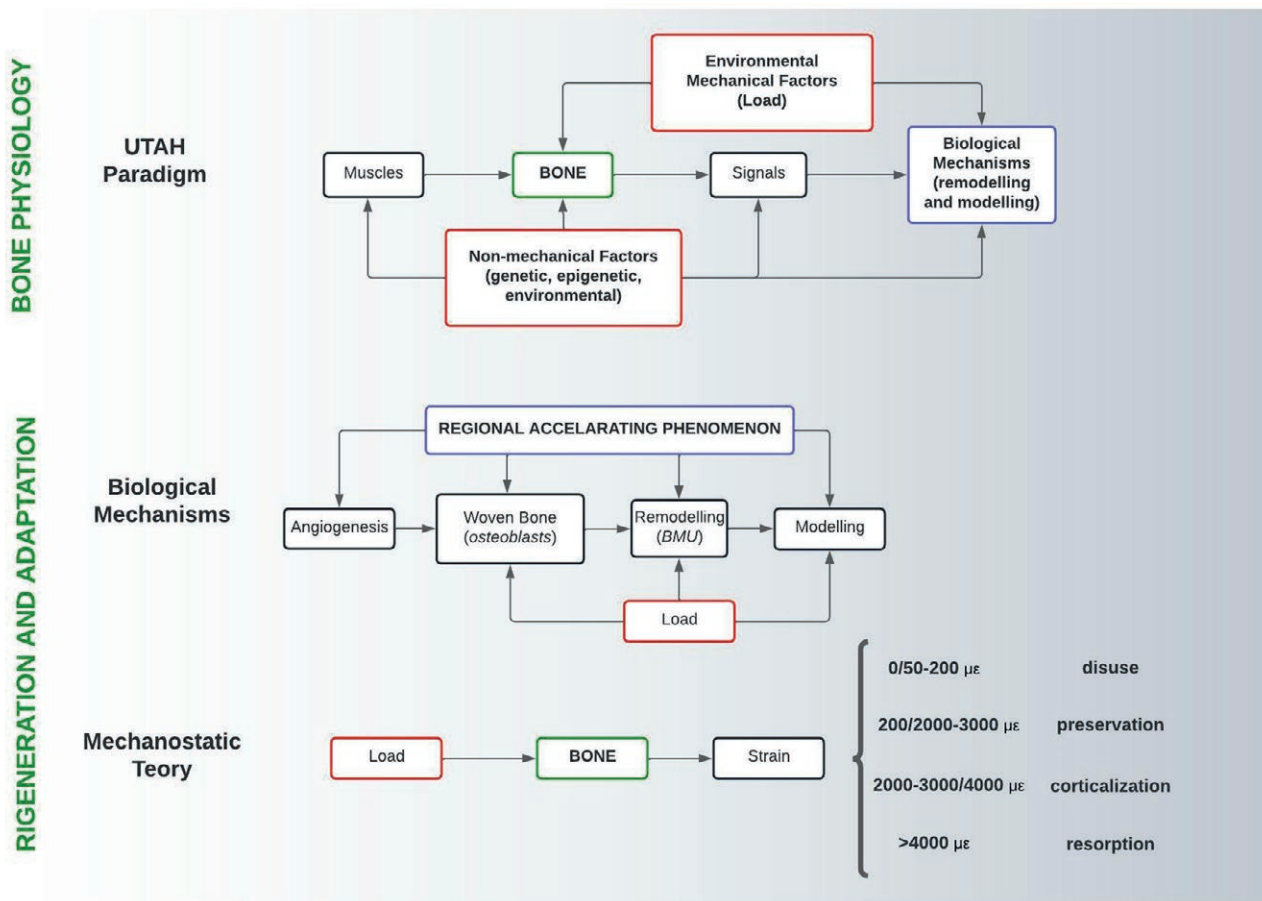 BONE PHYSIOLOGY
UTAH
Paradigm
Environmental
Mechanical Factors
(Load)
Muscles
BONE
Signals
Biological
Mechanisms
(remodelling
and modelling)
Non-mechanical Factors
(genetic, epigenetic,
environmental)
RIGENERATION AND ADAPTATION
Biological
Mechanisms
REGIONAL ACCELARATING PHENOMENON
Angiogenesis
Woven Bone
(osteoblasts)
Remodelling
(BMU)
Modelling
Load
Mechanostatic
Teory
Load
BONE
Strain
0/50-200 με disuse
200/2000-3000 με preservation
2000-3000/4000 με corticalization
>4000 με resorption